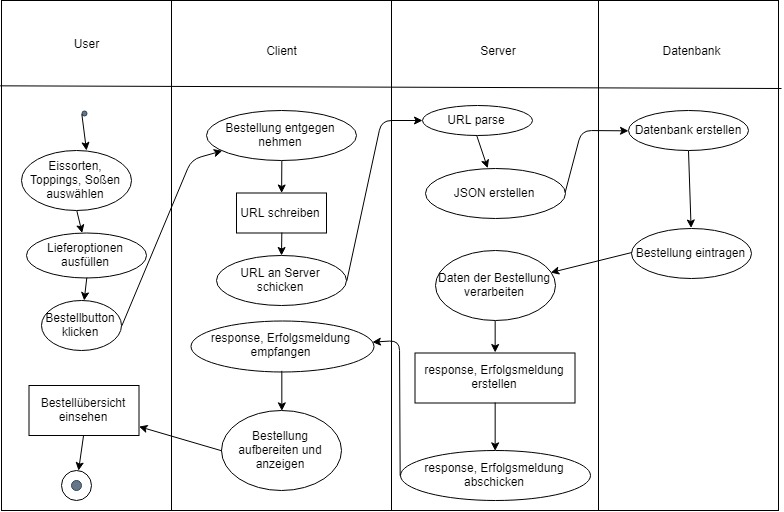 User
Client
Server
Datenbank
Eissorten,
Toppings, Soßen
auswählen
Lieferoptionen
ausfüllen
Bestellbutton
klicken
Bestellung entgegen
nehmen
URL schreiben
URL an Server
schicken
URL parse
JSON erstellen
Datenbank erstellen
Bestellung eintragen
Daten der Bestellung
verarbeiten
response, Erfolgsmeldung
erstellen
response, Erfolgsmeldung
abschicken
response, Erfolgsmeldung
empfangen
Bestellung
aufbereiten und
anzeigen
Bestellübersicht
einsehen